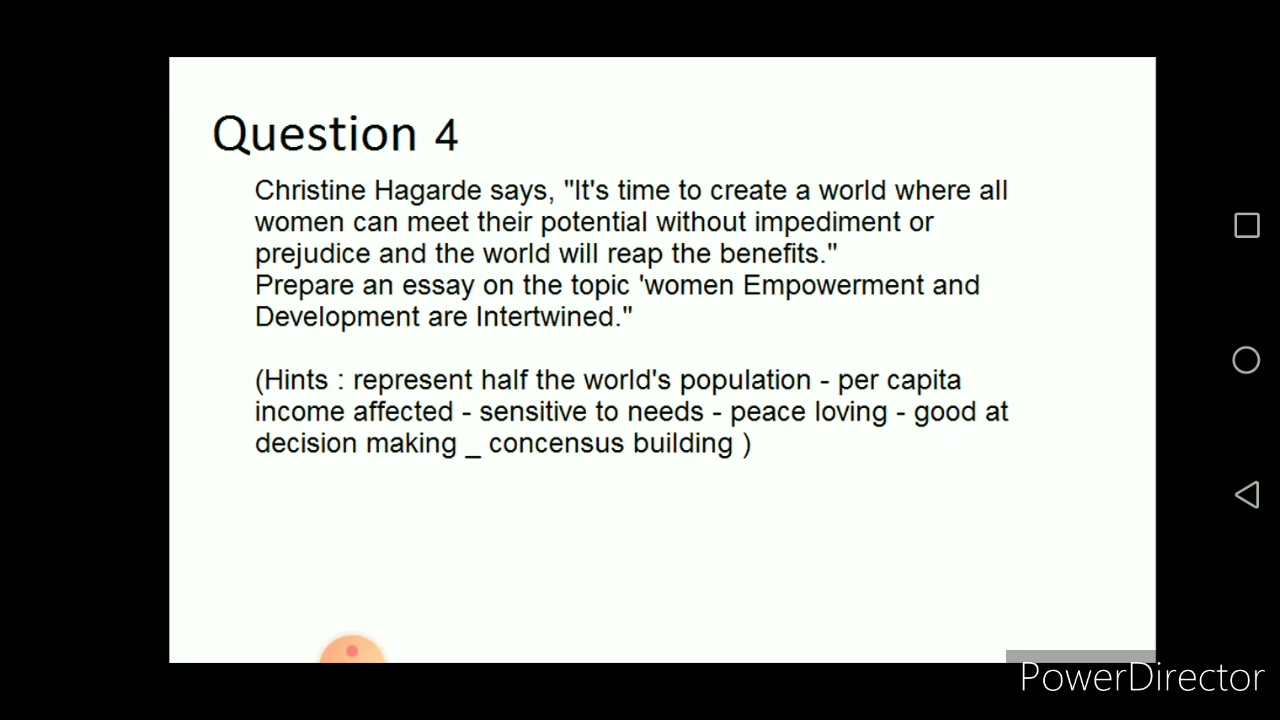 Question 4
Christine Hagarde says, "It's time to create a world where all
women can meet their potential without impediment or
prejudice and the world will reap the benefits."
Prepare an essay on the topic 'women Empowerment and
Development are Intertwined."
(Hints : represent half the world's population - per capita
income affected - sensitive to needs - peace loving - good at
decision making _ concensus building )
PowerDirector